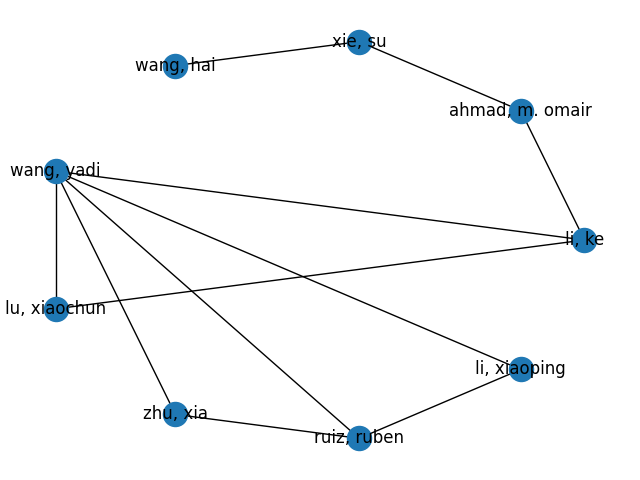 xie, su
wang, hai
ahmad, m. omair
wang, yadi
li, ke
lu, xiaochun
li, xiaoping
zhu, xia
ruiz, ruben